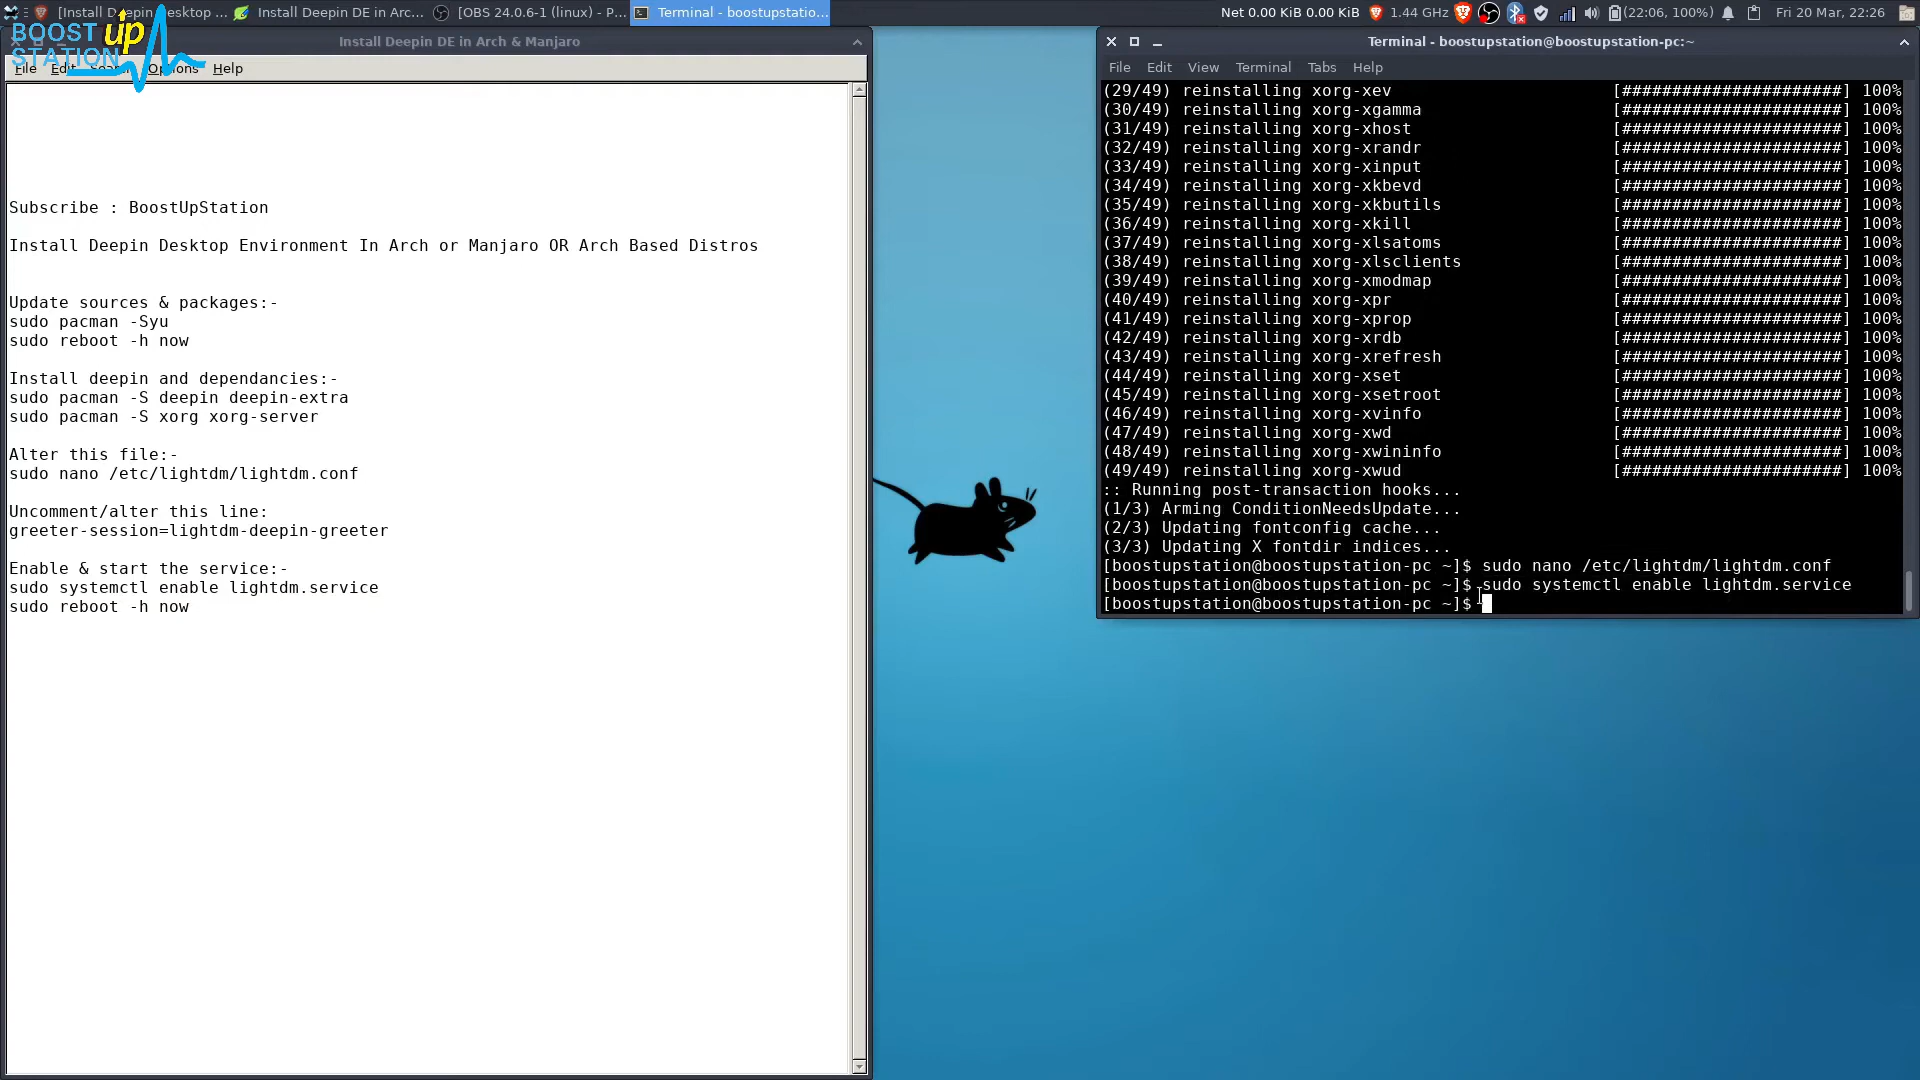 [Install Deepin Desktop ...
Install Deepin DE in Arc...
[OBS 24.0.6-1 (linux) - P...
Terminal - boostupstatio...
Net 0.00 KiB 0.00 KiB
1.44 GHz
(22:06, 100%)
Fri 20 Mar, 22:26
BOOST up
STATION
Install Deepin DE in Arch & Manjaro
File Edit Search Options Help
Subscribe : BoostUpStation
Install Deepin Desktop Environment In Arch or Manjaro OR Arch Based Distros
Update sources & packages:-
sudo pacman -Syu
sudo reboot -h now
Install deepin and dependancies:-
sudo pacman -S deepin deepin-extra
sudo pacman -S xorg xorg-server
Alter this file:-
sudo nano /etc/lightdm/lightdm.conf
Uncomment/alter this line:
greeter-session=lightdm-deepin-greeter
Enable & start the service:-
sudo systemctl enable lightdm.service
sudo reboot -h now
Terminal - boostupstation@boostupstation-pc:~
File Edit View Terminal Tabs Help
(29/49) reinstalling xorg-xev [######################] 100%
(30/49) reinstalling xorg-xgamma [######################] 100%
(31/49) reinstalling xorg-xhost [######################] 100%
(32/49) reinstalling xorg-xrandr [######################] 100%
(33/49) reinstalling xorg-xinput [######################] 100%
(34/49) reinstalling xorg-xkbevd [######################] 100%
(35/49) reinstalling xorg-xkbutils [######################] 100%
(36/49) reinstalling xorg-xkill [######################] 100%
(37/49) reinstalling xorg-xlsatoms [######################] 100%
(38/49) reinstalling xorg-xlsclients [######################] 100%
(39/49) reinstalling xorg-xmodmap [######################] 100%
(40/49) reinstalling xorg-xpr [######################] 100%
(41/49) reinstalling xorg-xprop [######################] 100%
(42/49) reinstalling xorg-xrdb [######################] 100%
(43/49) reinstalling xorg-xrefresh [######################] 100%
(44/49) reinstalling xorg-xset [######################] 100%
(45/49) reinstalling xorg-xsetroot [######################] 100%
(46/49) reinstalling xorg-xvinfo [######################] 100%
(47/49) reinstalling xorg-xwd [######################] 100%
(48/49) reinstalling xorg-xwininfo [######################] 100%
(49/49) reinstalling xorg-xwud [######################] 100%
:: Running post-transaction hooks...
(1/3) Arming ConditionNeedsUpdate...
(2/3) Updating fontconfig cache...
(3/3) Updating X fontdir indices...
[boostupstation@boostupstation-pc ~]$ sudo nano /etc/lightdm/lightdm.conf
[boostupstation@boostupstation-pc ~]$ sudo systemctl enable lightdm.service
[boostupstation@boostupstation-pc ~]$